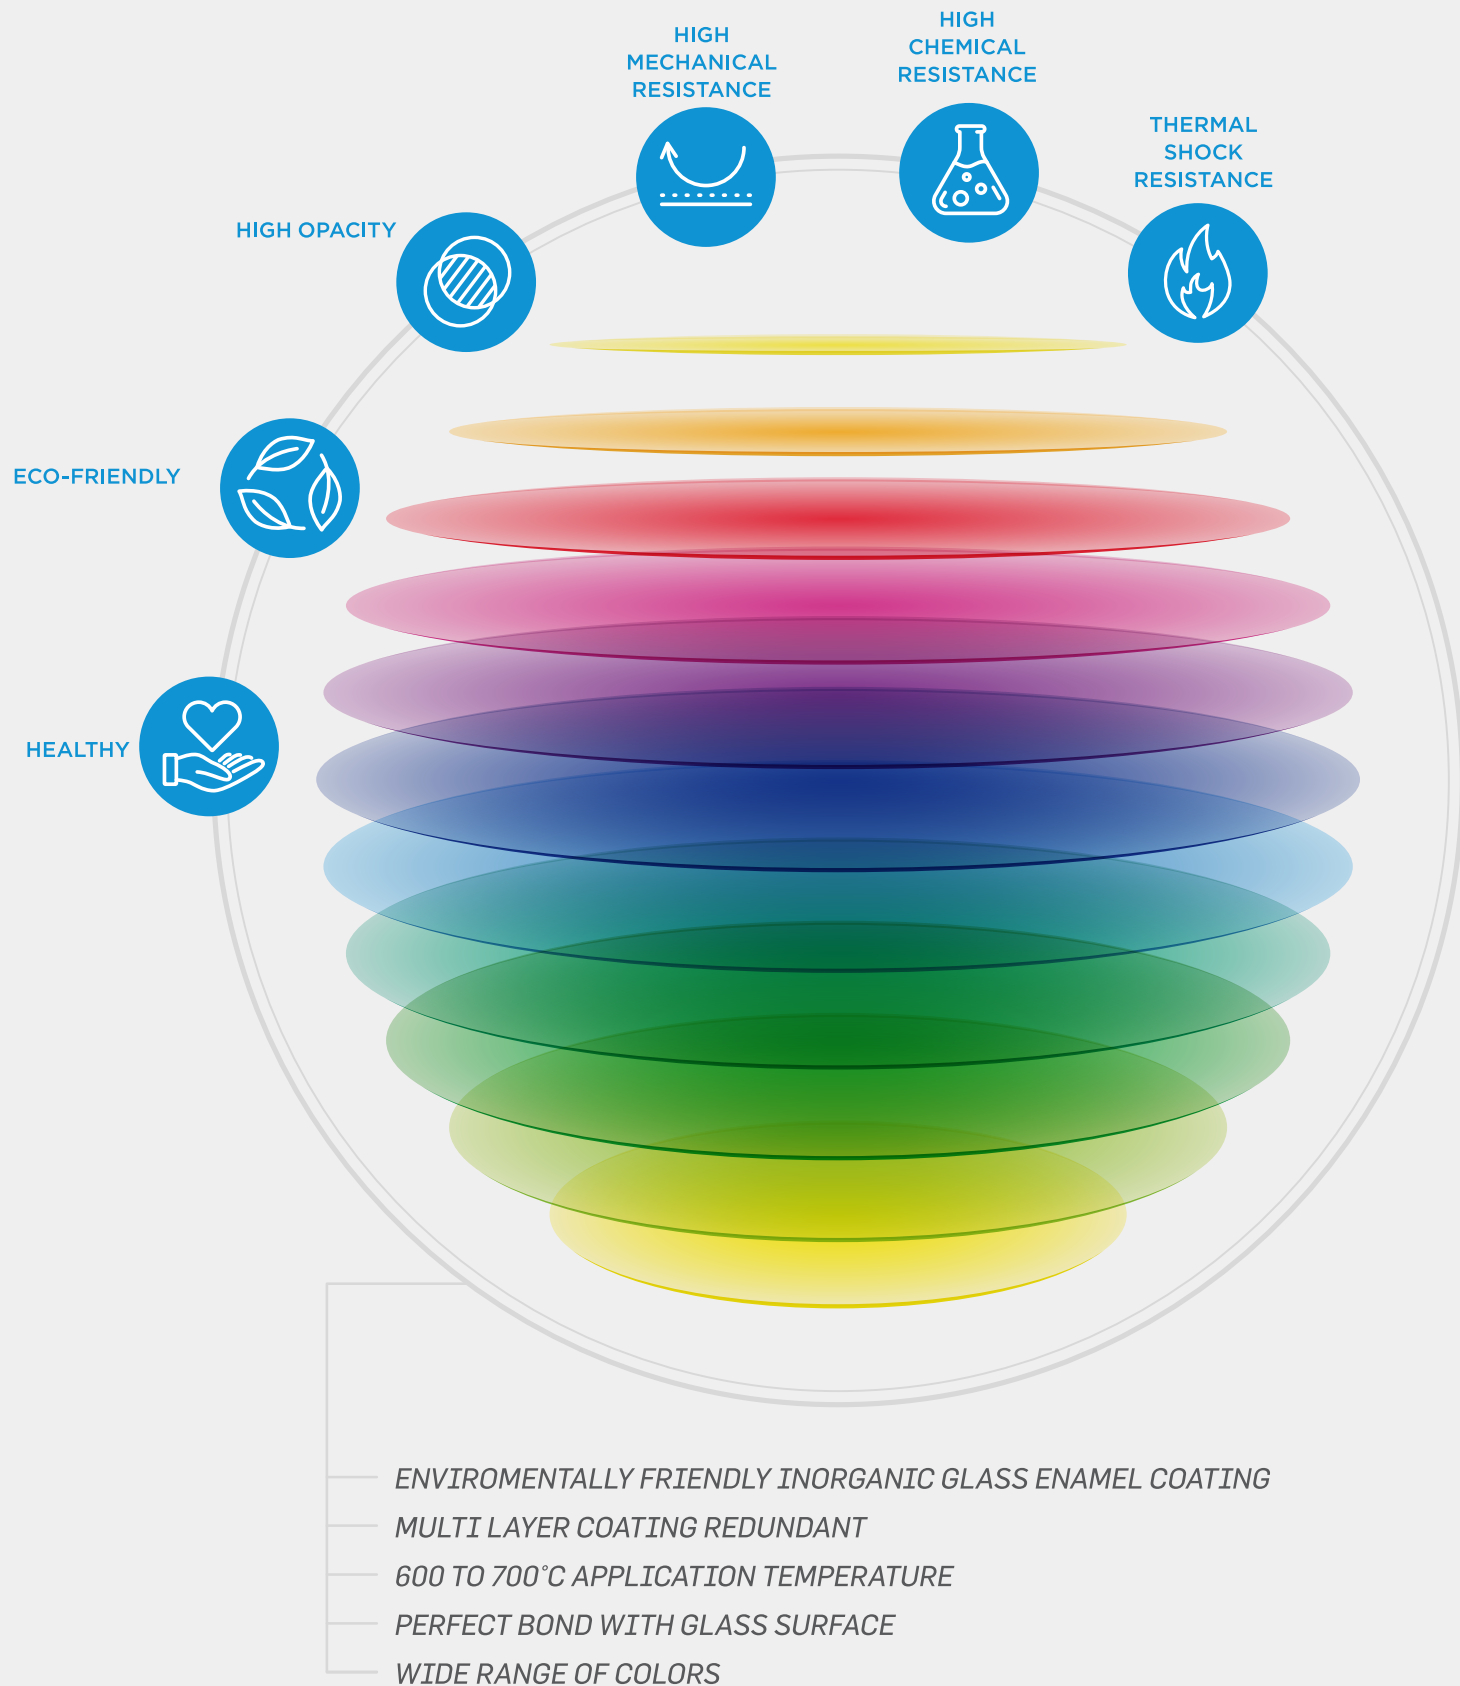 HIGH
MECHANICAL
RESISTANCE
HIGH
CHEMICAL
RESISTANCE
THERMAL
SHOCK
RESISTANCE
HIGH OPACITY
ECO-FRIENDLY
HEALTHY
ENVIROMENTALLY FRIENDLY INORGANIC GLASS ENAMEL COATING
MULTI LAYER COATING REDUNDANT
600 TO 700°C APPLICATION TEMPERATURE
PERFECT BOND WITH GLASS SURFACE
WIDE RANGE OF COLORS